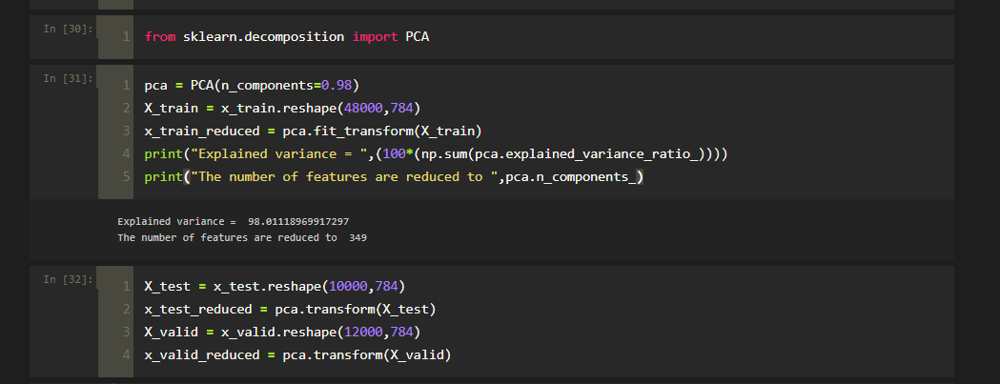 In [30]:
1 from sklearn.decomposition import PCA
In [31]:
1 pca = PCA(n_components=0.98)
2 X_train = x_train.reshape(48000,784)
3 x_train_reduced = pca.fit_transform(X_train)
4 print("Explained variance = ",(100*(np.sum(pca.explained_variance_ratio_))))
5 print("The number of features are reduced to ",pca.n_components_)
Explained variance =  98.01118969917297
The number of features are reduced to  349
In [32]:
1 X_test = x_test.reshape(10000,784)
2 x_test_reduced = pca.transform(X_test)
3 X_valid = x_valid.reshape(12000,784)
4 x_valid_reduced = pca.transform(X_valid)